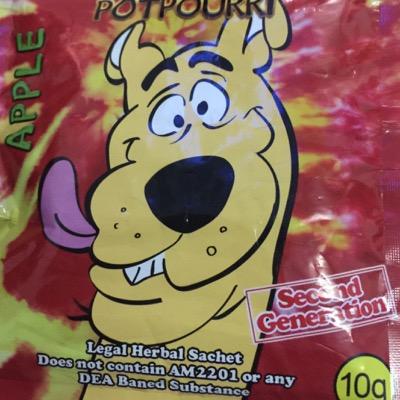 POTPOURRI
APPLE
Second
Generation
Legal Herbal Sachet
Does not contain AM2201 or any
DEA Baned Substance
10g